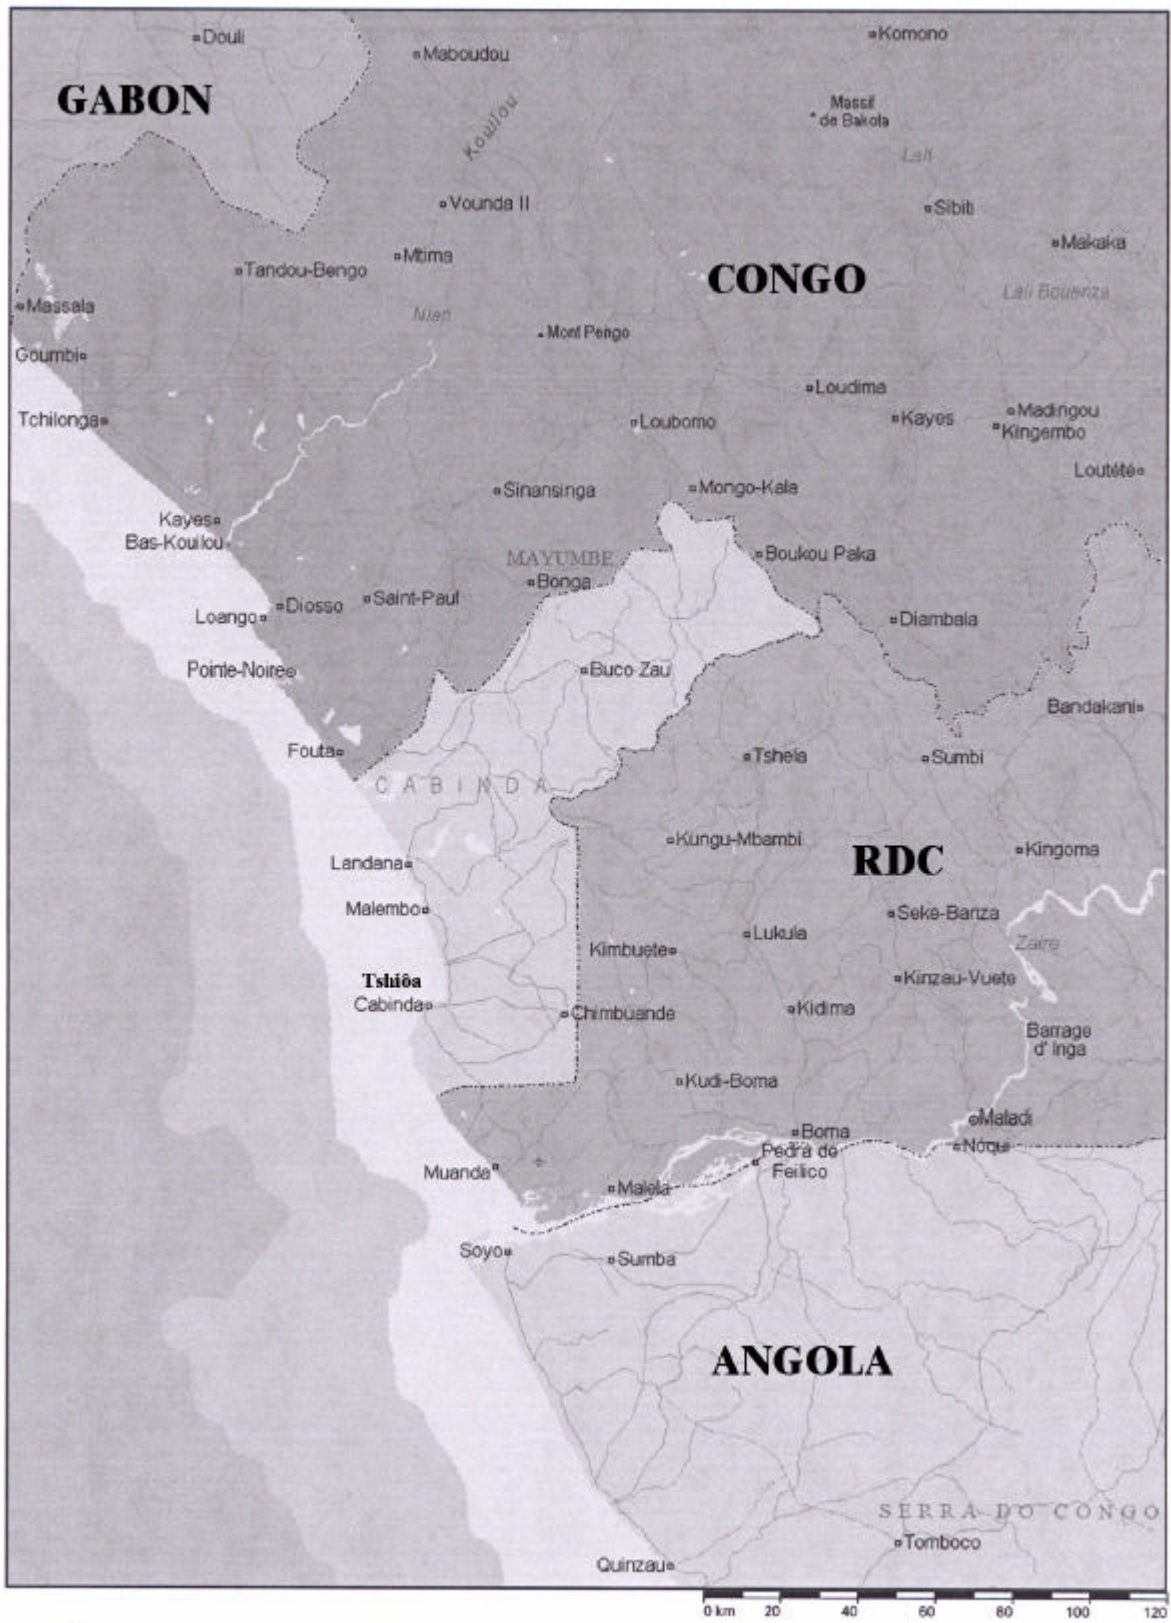 Douli
Maboudou
Komono
GABON
Kouilou
Massif
de Bakota
Lali
Vounda II
Sibiti
Makaka
Mtima
Tandou-Bengo
CONGO
Lali Bouenza
Massala
Niari
Mont Pengo
Goumbi
Loudima
Tchilonga
Loubomo
Kayes
Madingou
Kingembo
Loutété
Sinansinga
Mongo-Kala
Kayes
Bas-Kouilou
MAYUMBE
Boukou Paka
Bonga
Saint-Paul
Diosso
Loango
Diambala
Pointe-Noire
Buco Zau
Bandakani
Fouta
Tshela
Sumbi
CABINDA
Kungu-Mbambi
RDC
Kingoma
Landana
Malembo
Seke-Banza
Lukula
Zaire
Kimbuete
Tshiôa
Cabinda
Kinzau-Vuete
Chimbuande
Kidima
Barrage
d' Inga
Kudi-Boma
Matadi
Boma
Noqui
Pedra do
Feilico
Muanda
Malela
Soyo
Sumba
ANGOLA
SERRA DO CONGO
Tomboco
Quinzau
0 km 20 40 60 80 100 120